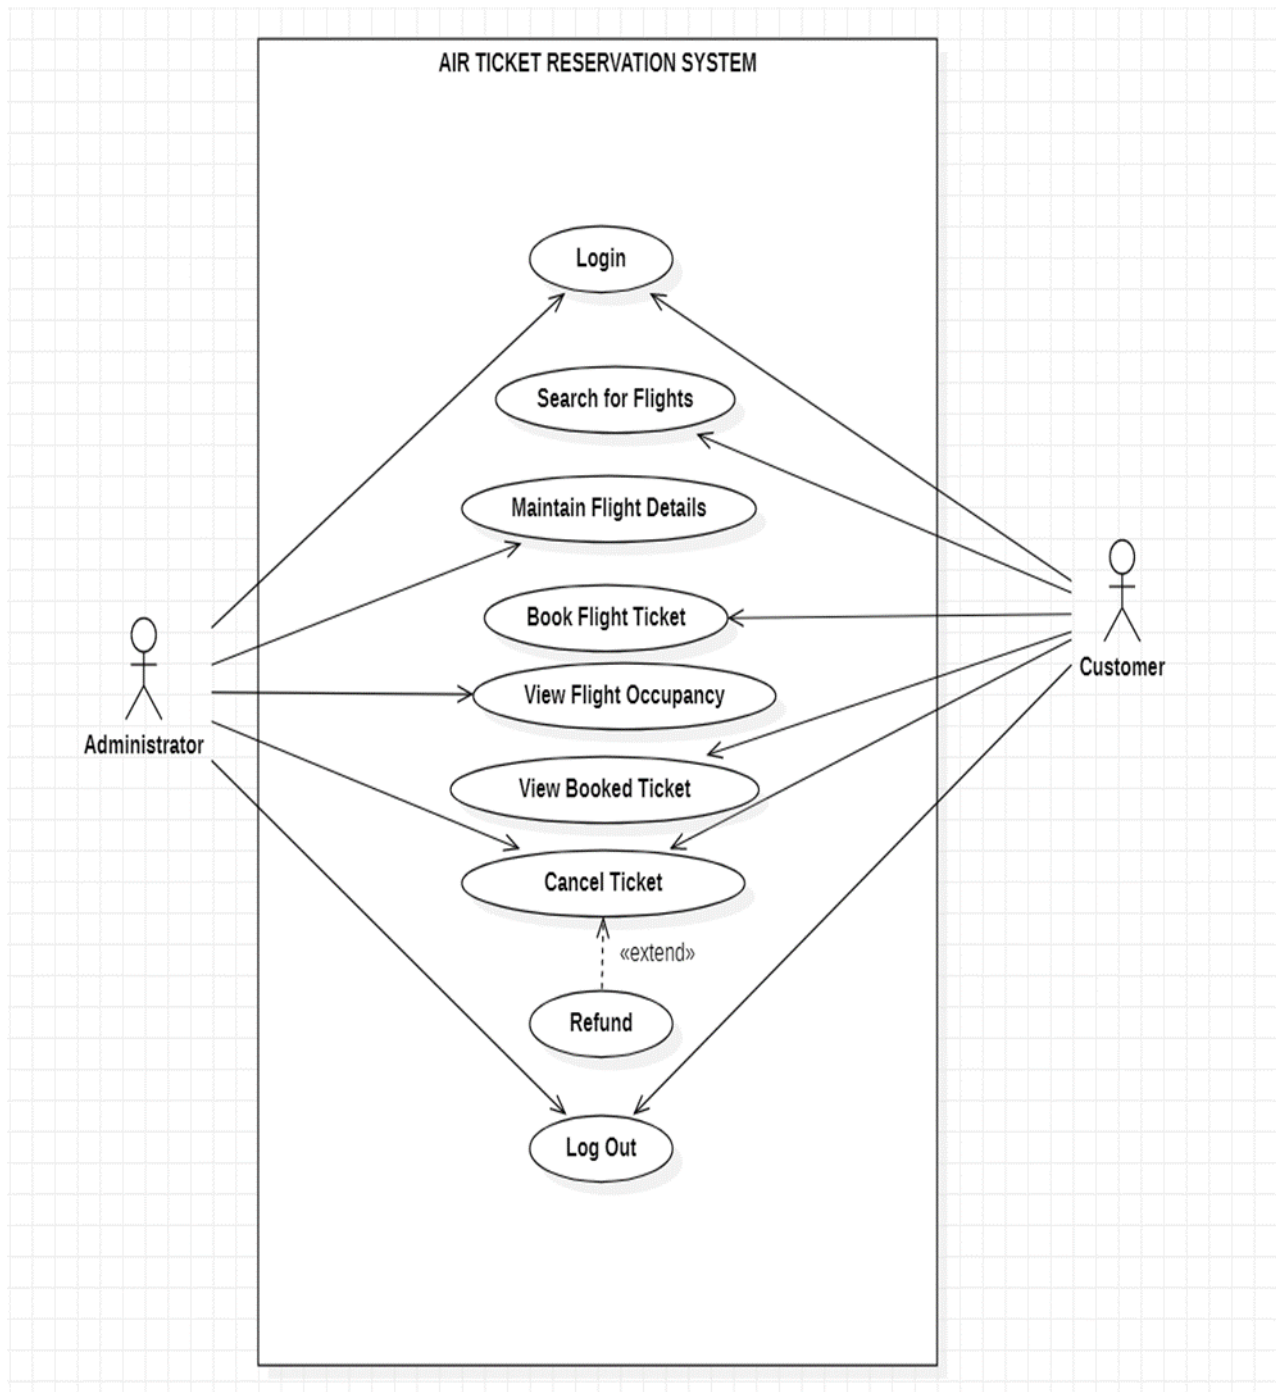 AIR TICKET RESERVATION SYSTEM
Login
Search for Flights
Maintain Flight Details
Book Flight Ticket
View Flight Occupancy
Customer
Administrator
View Booked Ticket
Cancel Ticket
«extend»
Refund
Log Out